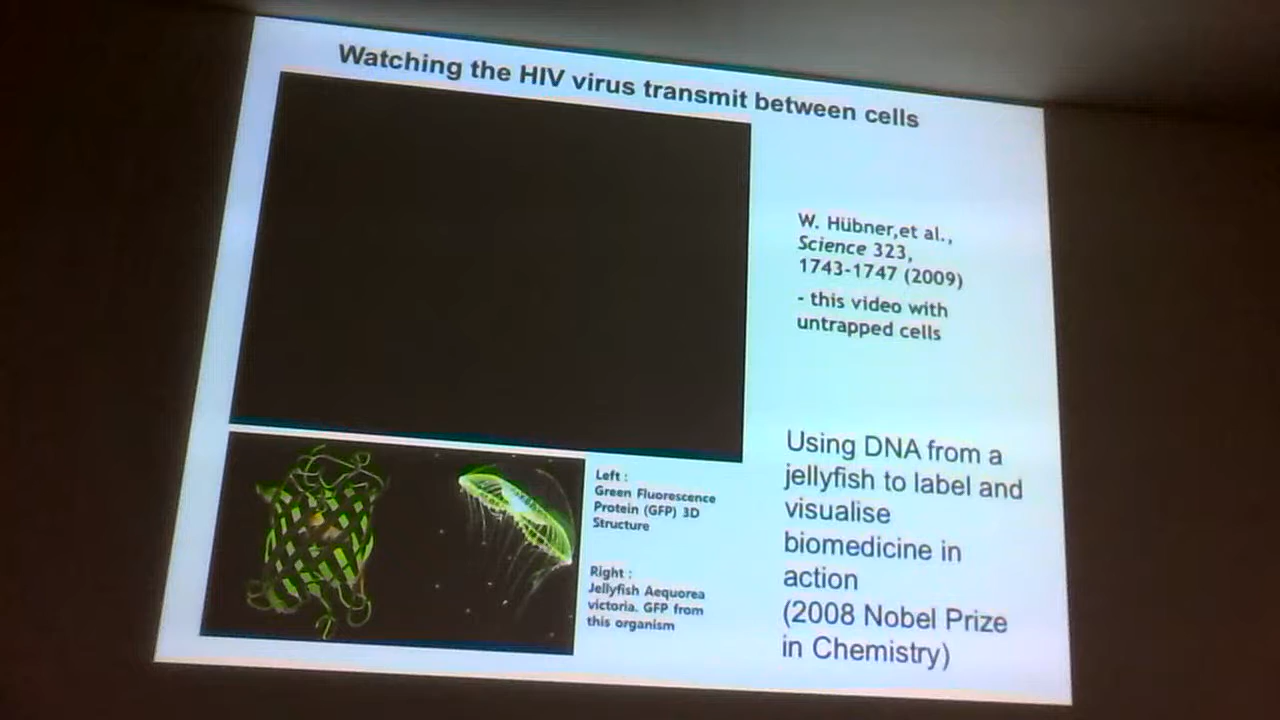 Watching the HIV virus transmit between cells
W. Hübner,et al.,
Science 323,
1743-1747 (2009)
- this video with
untrapped cells
Left :
Green Fluorescence
Protein (GFP) 3D
Structure
Right :
Jellyfish Aequorea
victoria. GFP from
this organism
Using DNA from a
jellyfish to label and
visualise
biomedicine in
action
(2008 Nobel Prize
in Chemistry)